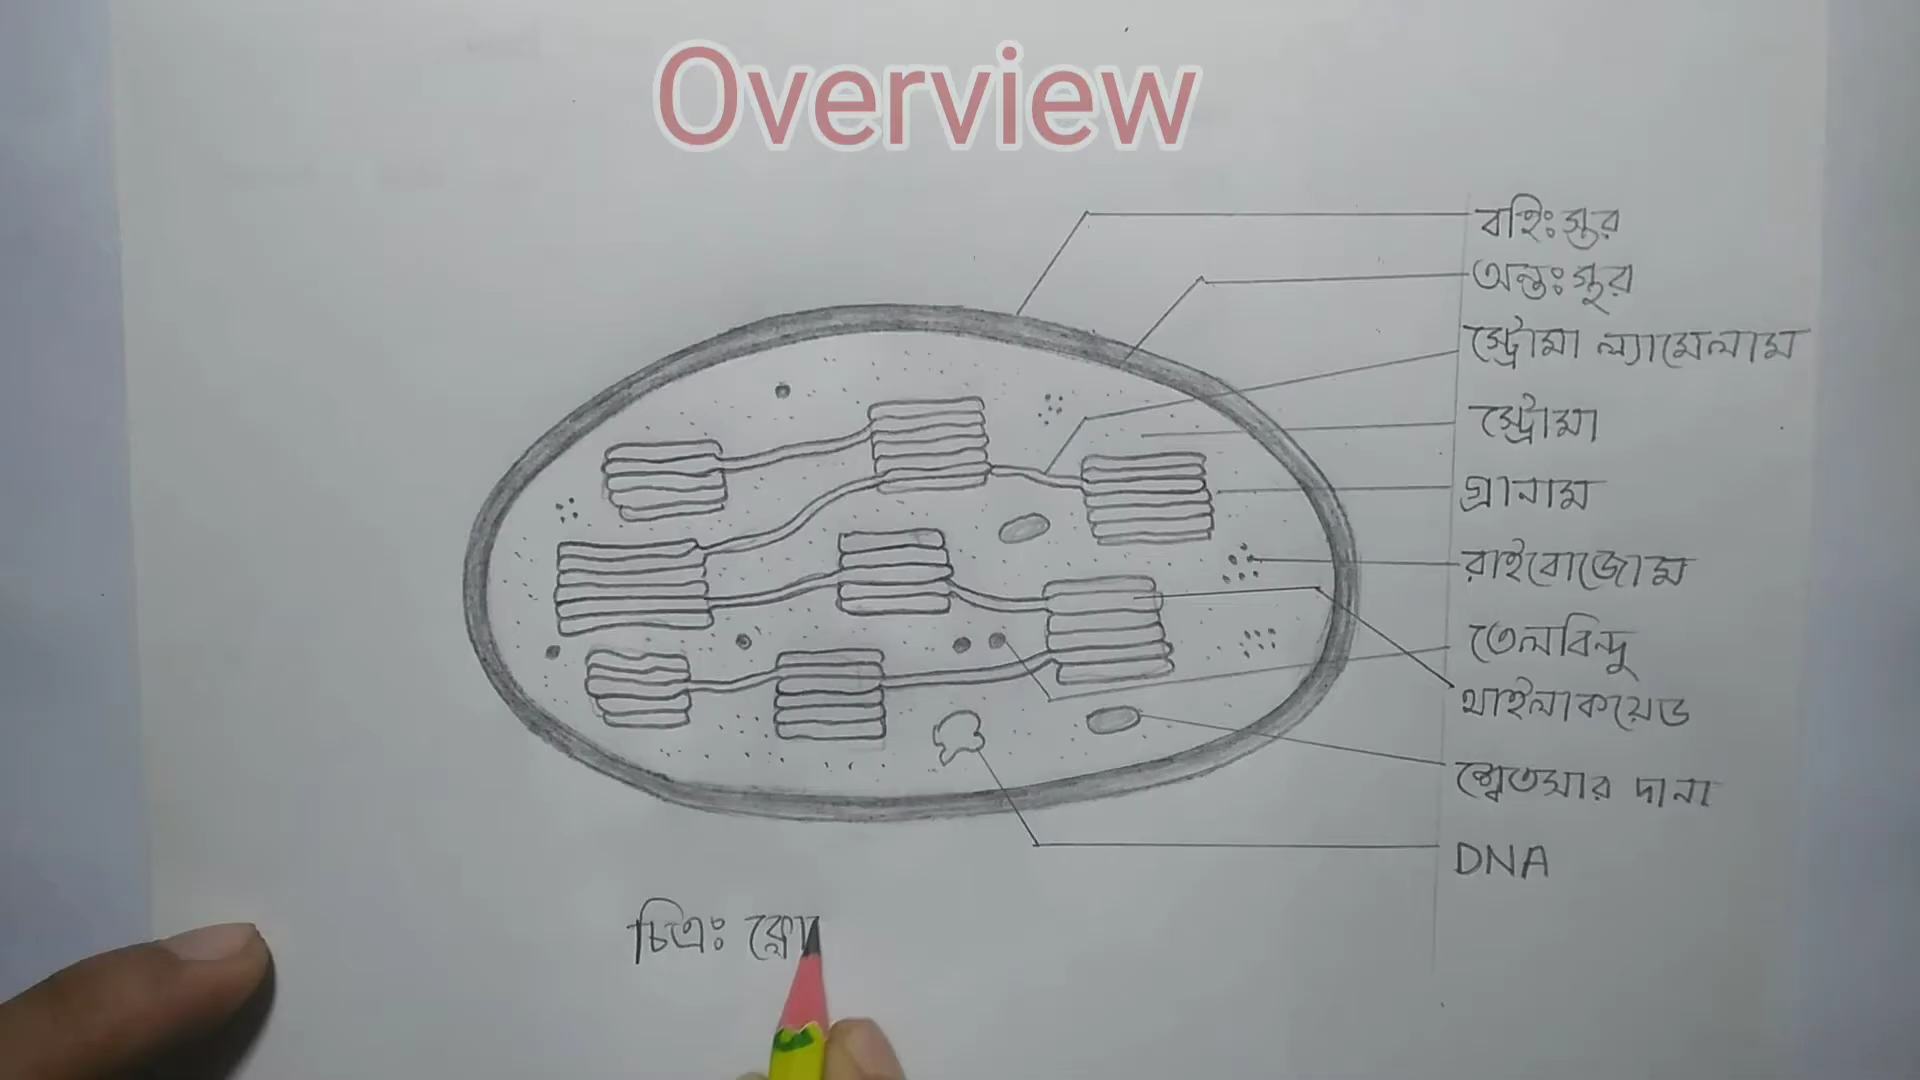 Overview
বহিঃস্তর
অন্তঃস্তর
স্ট্রোমা ল্যামেলাম
স্ট্রোমা
গ্রানাম
রাইবোজোম
তেলবিন্দু
থাইলাকয়েড
শ্বেতসার দানা
DNA
চিত্রঃ ক্লো